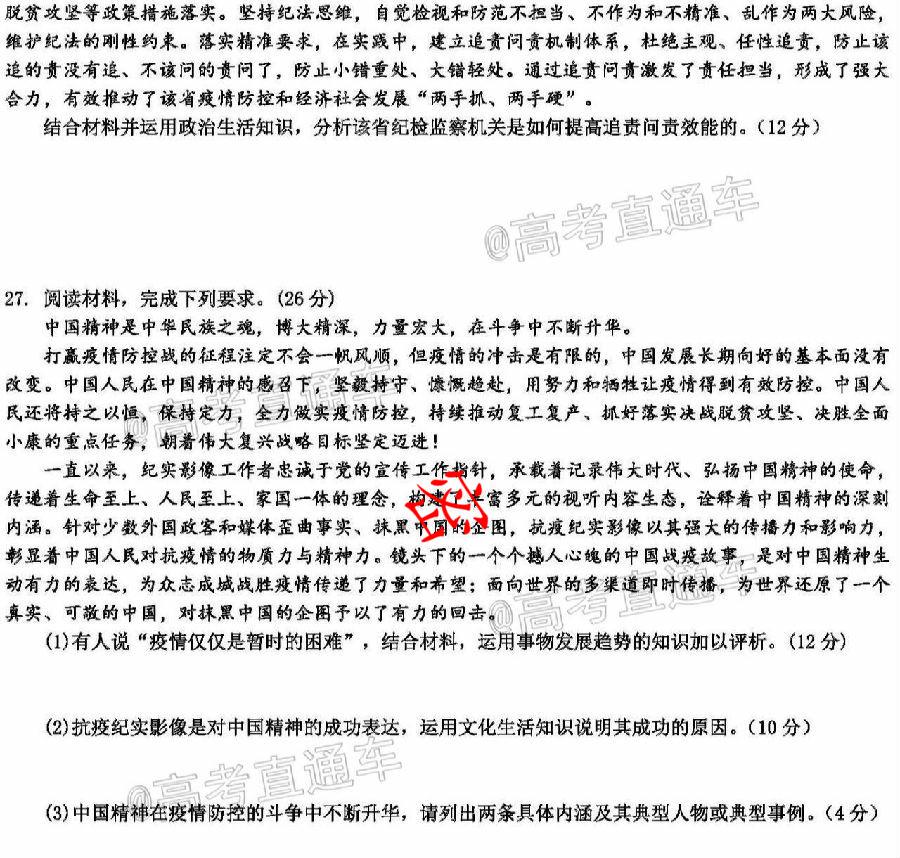 脱贫攻坚等政策措施落实。坚持纪法思维，自觉检视和防范不担当、不作为和不精准、乱作为两大风险，
维护纪法的刚性约束。落实精准要求，在实践中，建立追责问责机制体系，杜绝主观、任性追责，防止该
追的责没有追、不该问的责问了，防止小错重处、大错轻处。通过追责问责激发了责任担当，形成了强大
合力，有效推动了该省疫情防控和经济社会发展“两手抓、两手硬”。
结合材料并运用政治生活知识，分析该省纪检监察机关是如何提高追责问责效能的。(12分)
@高考直通车
27. 阅读材料，完成下列要求。(26分)
中国精神是中华民族之魂，博大精深，力量宏大，在斗争中不断升华。
打赢疫情防控战的征程注定不会一帆风顺，但疫情的冲击是有限的，中国发展长期向好的基本面没有
改变。中国人民在中国精神的感召下，坚毅持守、慷慨趋赴，用努力和牺牲让疫情得到有效防控。中国人
民还将持之以恒、保持定力，全力做实疫情防控，持续推动复工复产、抓好落实决战脱贫攻坚、决胜全面
小康的重点任务，朝着伟大复兴战略目标坚定迈进！
@高考直通车
一直以来，纪实影像工作者忠诚于党的宣传工作指针，承载着记录伟大时代、弘扬中国精神的使命，
传递着生命至上、人民至上、家国一体的理念，构建了丰富多元的视听内容生态，诠释着中国精神的深刻
内涵。针对少数外国政客和媒体歪曲事实、抹黑中国的企图，抗疫纪实影像以其强大的传播力和影响力，
彰显着中国人民对抗疫情的物质力与精神力。镜头下的一个个撼人心魄的中国战疫故事，是对中国精神生
动有力的表达，为众志成城战胜疫情传递了力量和希望；面向世界的多渠道即时传播，为世界还原了一个
真实、可敬的中国，对抹黑中国的企图予以了有力的回击。
@高考直通车
(1)有人说“疫情仅仅是暂时的困难”，结合材料，运用事物发展趋势的知识加以评析。(12分)
(2)抗疫纪实影像是对中国精神的成功表达，运用文化生活知识说明其成功的原因。(10分)
@高考直通车
(3)中国精神在疫情防控的斗争中不断升华，请列出两条具体内涵及其典型人物或典型事例。(4分)